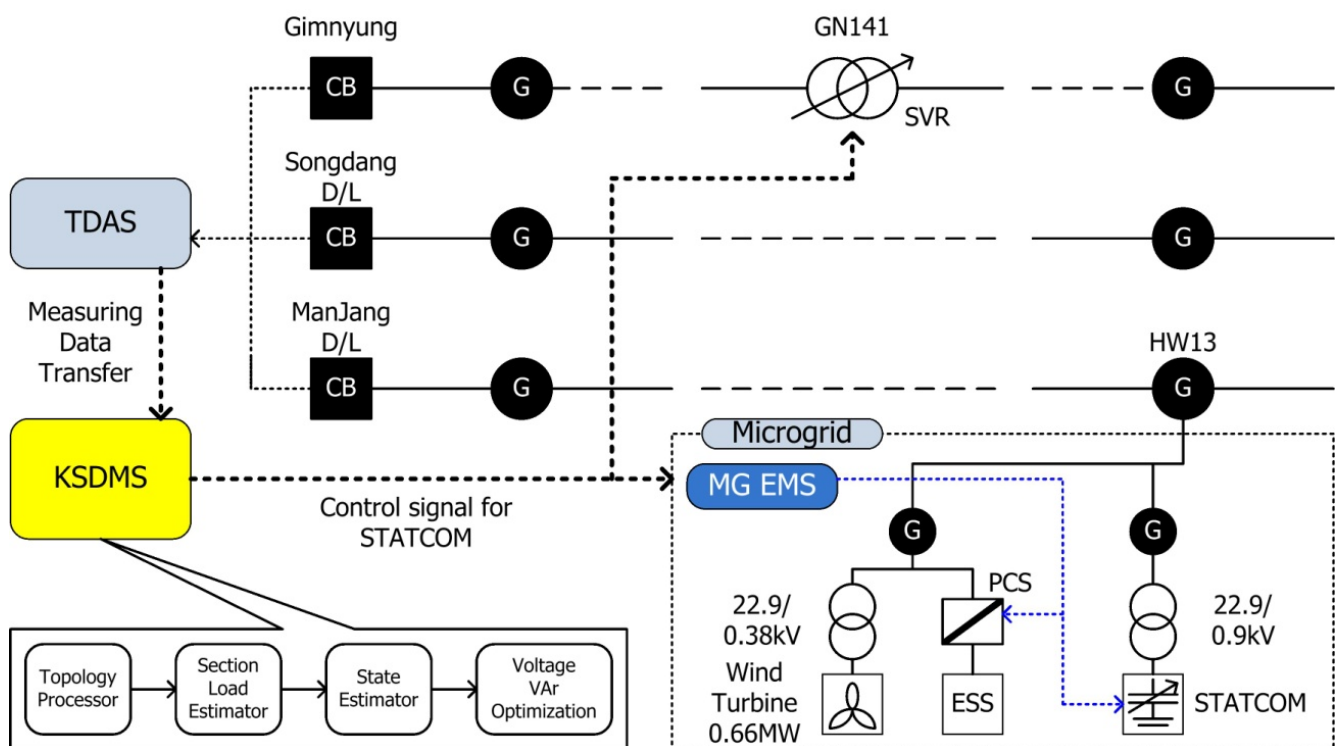 Gimnyung
GN141
CB
G
G
SVR
Songdang
D/L
TDAS
CB
G
G
Measuring
Data
Transfer
ManJang
D/L
HW13
CB
G
G
KSDMS
Control signal for
STATCOM
Microgrid
MG EMS
G
G
PCS
22.9/
0.38kV
22.9/
0.9kV
Wind
Turbine
0.66MW
ESS
STATCOM
Topology
Processor
Section
Load
Estimator
State
Estimator
Voltage
VAr
Optimization